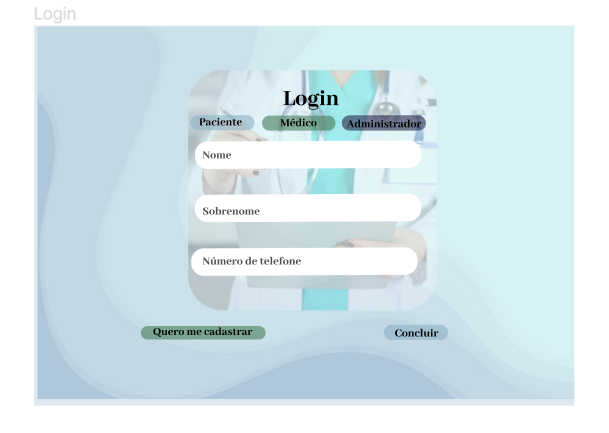 Login
Login
Paciente Médico Administrador
Nome
Sobrenome
Número de telefone
Quero me cadastrar Concluir